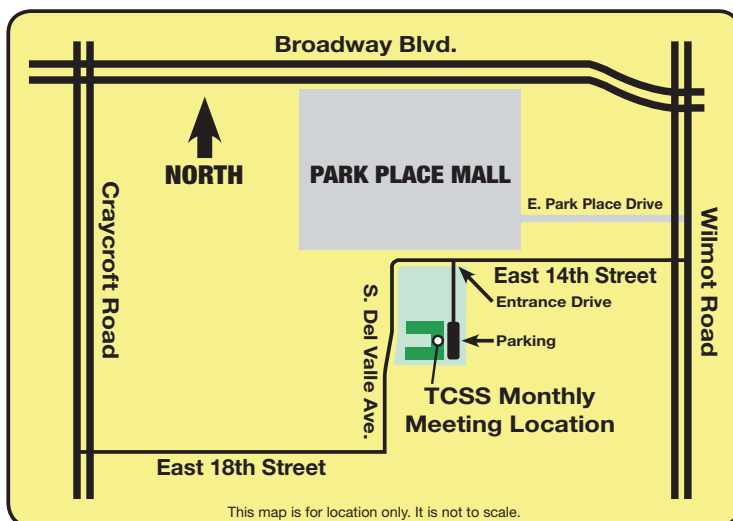 Broadway Blvd.
NORTH
PARK PLACE MALL
E. Park Place Drive
Craycroft Road
Wilmot Road
East 14th Street
Entrance Drive
S. Del Valle Ave.
Parking
TCSS Monthly
Meeting Location
East 18th Street
This map is for location only. It is not to scale.